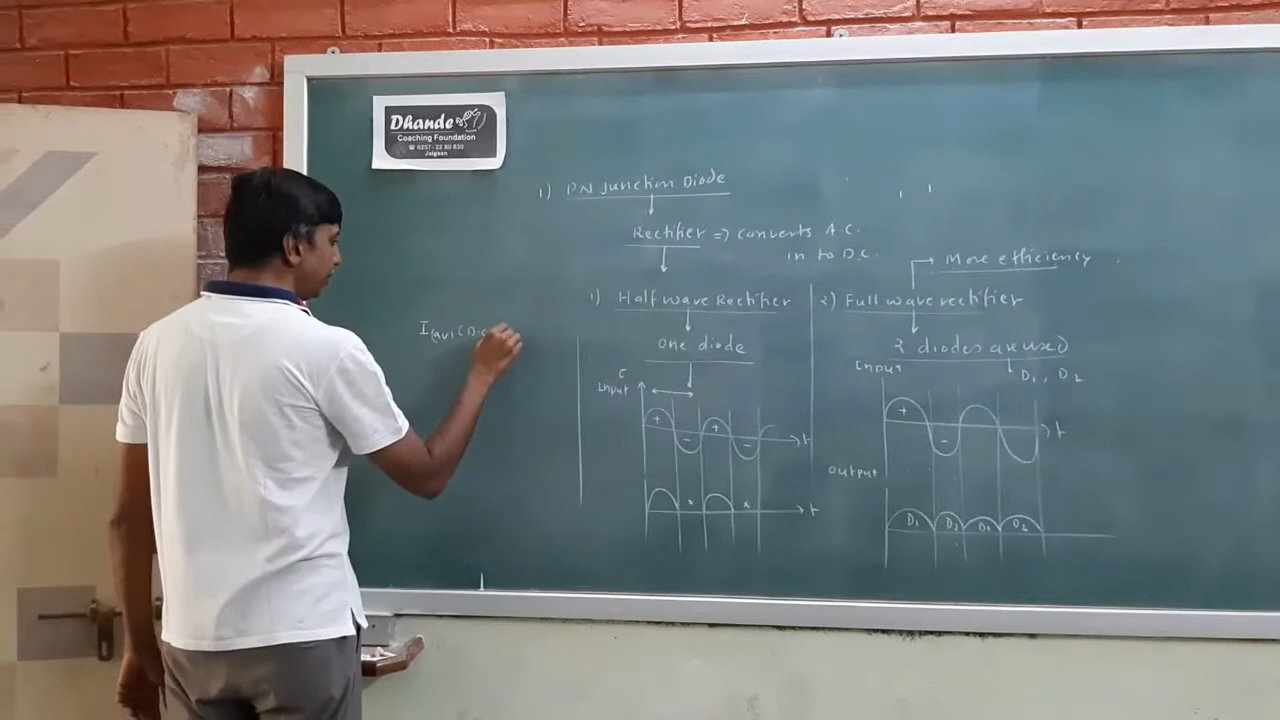 Dhande
Coaching Foundation
☎ 0257-22 60 830
Jalgaon
1) PN Junction Diode
Rectifier => converts A.C.
in to D.C.
More efficiency
1) Half wave Rectifier
2) Full wave rectifier
I(av) (D.C
One diode
2 diodes are used
Input
D1, D2
Input
+ - + -
t
+ -
t
Output
t
D1 D2 D1 D2